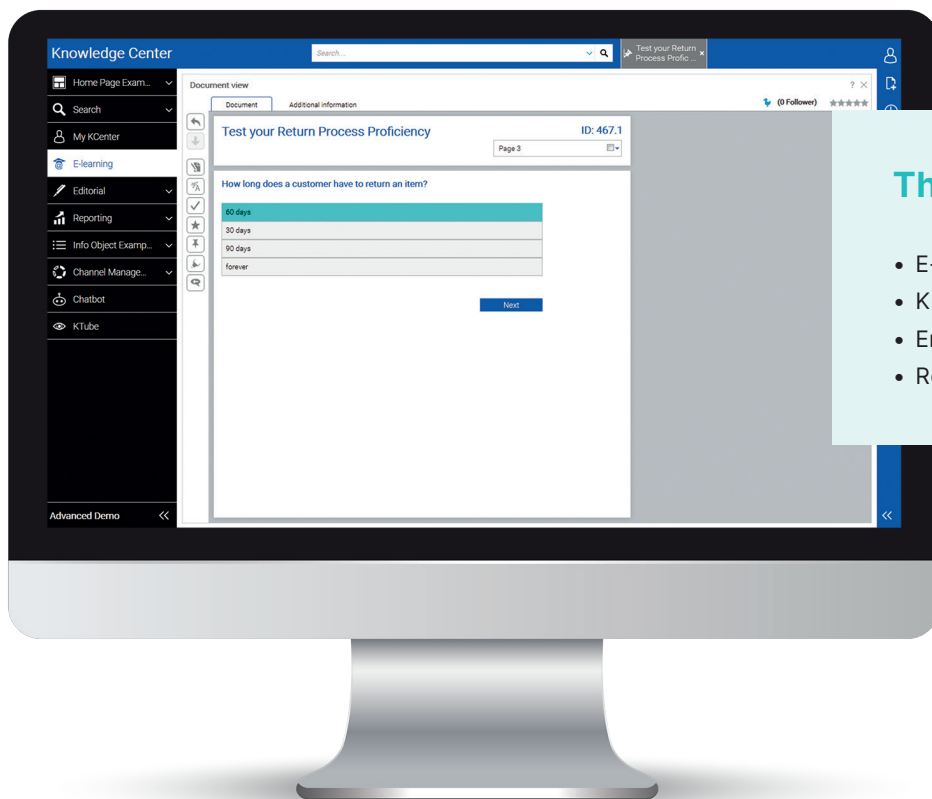 Knowledge Center
Search...
Test your Return
Process Profic ...
Home Page Exam...
Search
My KCenter
E-learning
Editorial
Reporting
Info Object Examp...
Channel Manage...
Chatbot
KTube
Advanced Demo
Document view
Document
Additional information
(0 Follower)
Test your Return Process Proficiency
ID: 467.1
Page 3
How long does a customer have to return an item?
60 days
30 days
90 days
forever
Next